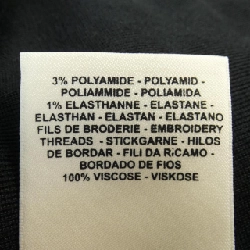 3% POLYAMIDE - POLYAMID -
POLIAMMIDE - POLIAMIDA
1% ELASTHANNE - ELASTANE -
ELASTHAN - ELASTAN - ELASTANO
FILS DE BRODERIE - EMBROIDERY
THREADS - STICKGARNE - HILOS
DE BORDAR - FILI DA RICAMO -
BORDADO DE FIOS
100% VISCOSE - VISKOSE